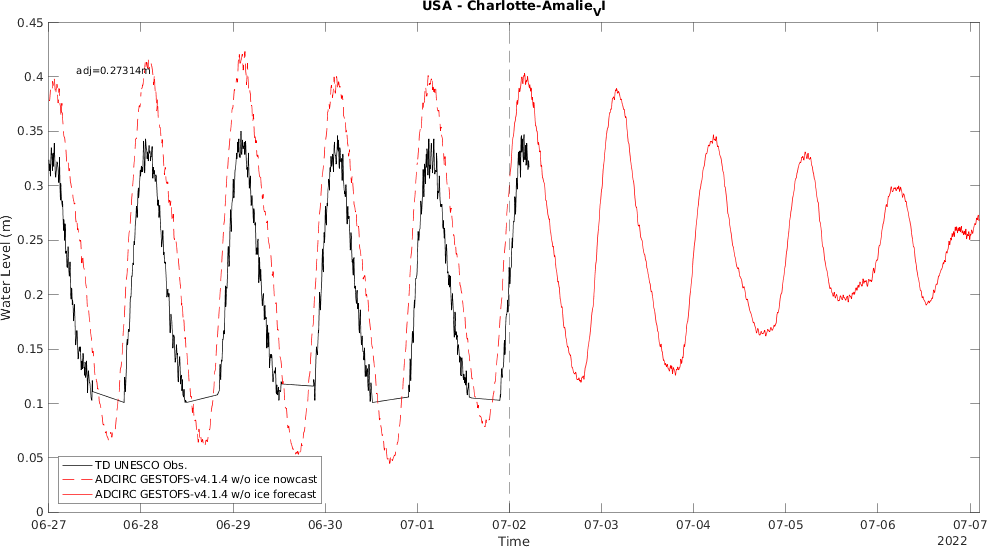 USA - Charlotte-Amalie_VI
0.45
adj=0.27314m
0.4
0.35
0.3
0.25
0.2
0.15
0.1
0.05
0
Water Level (m)
TD UNESCO Obs.
ADCIRC GESTOFS-v4.1.4 w/o ice nowcast
ADCIRC GESTOFS-v4.1.4 w/o ice forecast
06-27 06-28 06-29 06-30 07-01 07-02 07-03 07-04 07-05 07-06 07-07
Time
2022